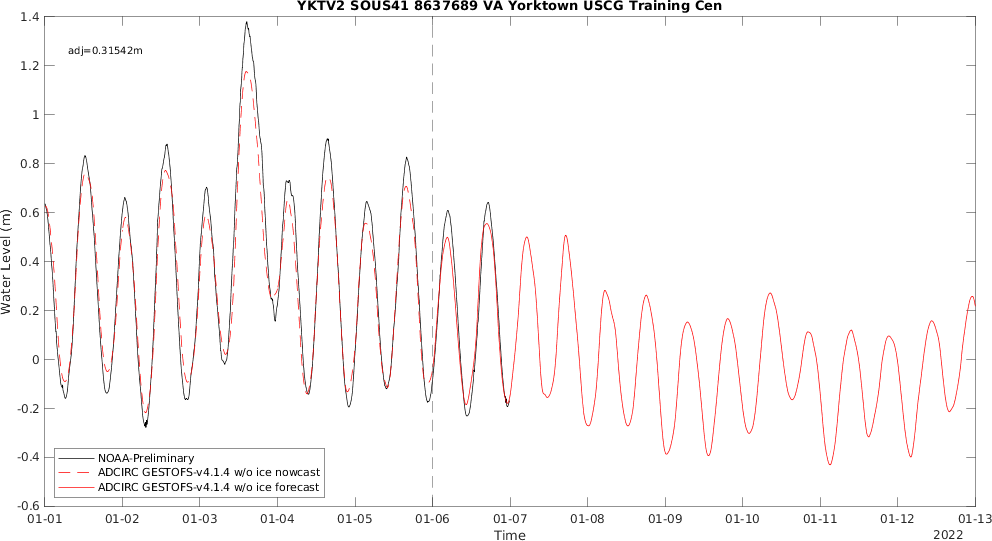 YKTV2 SOUS41 8637689 VA Yorktown USCG Training Cen
adj=0.31542m
1.4
1.2
1
0.8
0.6
0.4
0.2
0
-0.2
-0.4
-0.6
Water Level (m)
NOAA-Preliminary
ADCIRC GESTOFS-v4.1.4 w/o ice nowcast
ADCIRC GESTOFS-v4.1.4 w/o ice forecast
01-01 01-02 01-03 01-04 01-05 01-06 01-07 01-08 01-09 01-10 01-11 01-12 01-13
Time
2022